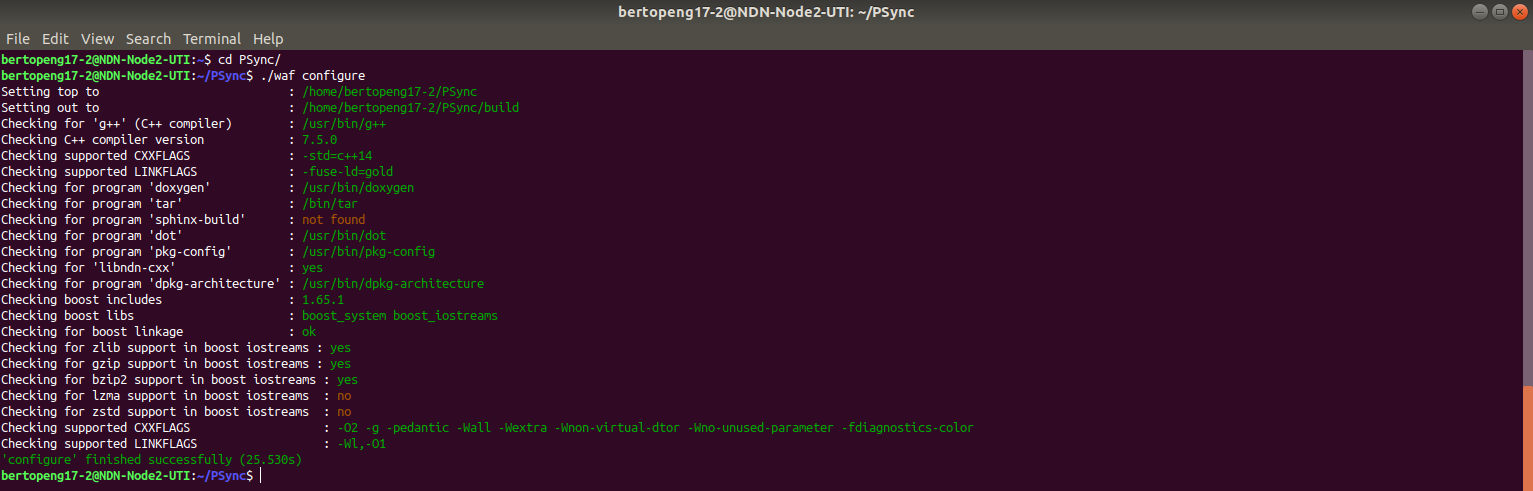 bertopeng17-2@NDN-Node2-UTI: ~/PSync
File Edit View Search Terminal Help
bertopeng17-2@NDN-Node2-UTI:~$ cd PSync/
bertopeng17-2@NDN-Node2-UTI:~/PSync$ ./waf configure
Setting top to                           : /home/bertopeng17-2/PSync
Setting out to                           : /home/bertopeng17-2/PSync/build
Checking for 'g++' (C++ compiler)        : /usr/bin/g++
Checking C++ compiler version            : 7.5.0
Checking supported CXXFLAGS              : -std=c++14
Checking supported LINKFLAGS             : -fuse-ld=gold
Checking for program 'doxygen'           : /usr/bin/doxygen
Checking for program 'tar'               : /bin/tar
Checking for program 'sphinx-build'      : not found
Checking for program 'dot'               : /usr/bin/dot
Checking for program 'pkg-config'        : /usr/bin/pkg-config
Checking for 'libndn-cxx'                : yes
Checking for program 'dpkg-architecture' : /usr/bin/dpkg-architecture
Checking boost includes                  : 1.65.1
Checking boost libs                      : boost_system boost_iostreams
Checking for boost linkage               : ok
Checking for zlib support in boost iostreams : yes
Checking for gzip support in boost iostreams : yes
Checking for bzip2 support in boost iostreams : yes
Checking for lzma support in boost iostreams  : no
Checking for zstd support in boost iostreams  : no
Checking supported CXXFLAGS                   : -O2 -g -pedantic -Wall -Wextra -Wnon-virtual-dtor -Wno-unused-parameter -fdiagnostics-color
Checking supported LINKFLAGS                  : -Wl,-O1
'configure' finished successfully (25.530s)
bertopeng17-2@NDN-Node2-UTI:~/PSync$